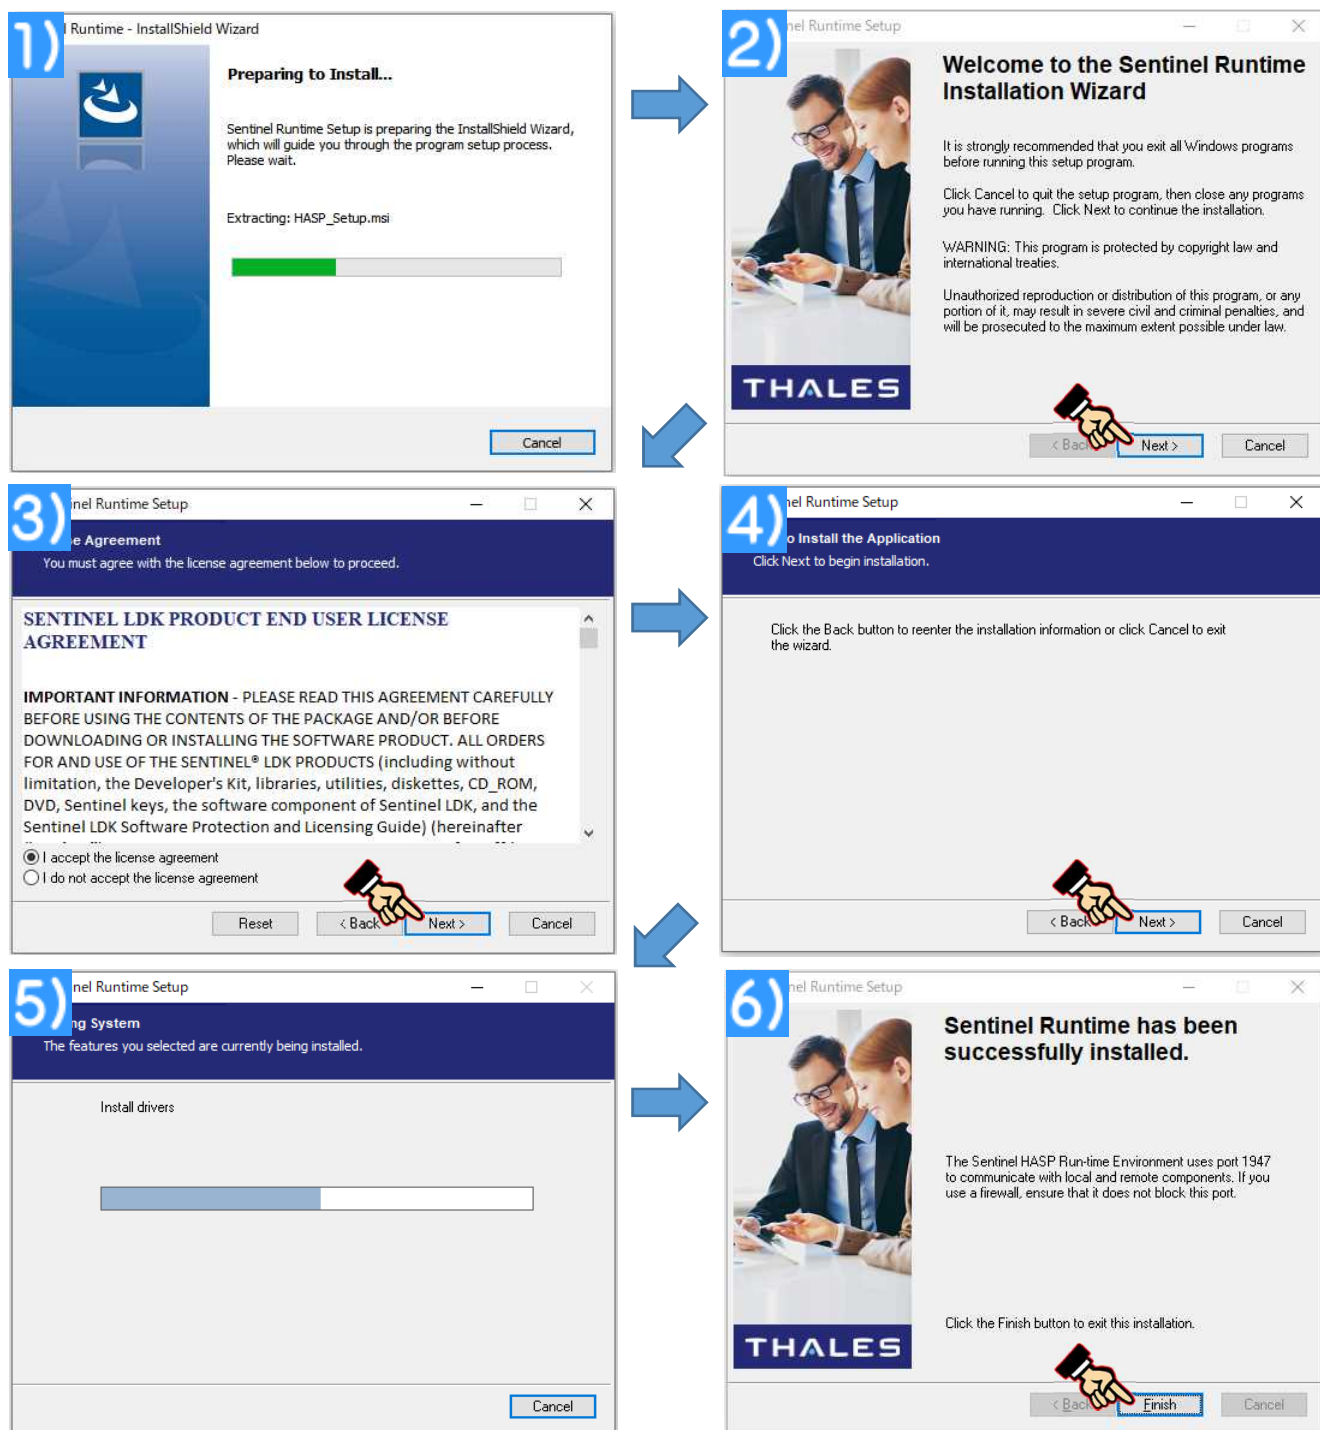 1)
Runtime - InstallShield Wizard
Preparing to Install...
Sentinel Runtime Setup is preparing the InstallShield Wizard,
which will guide you through the program setup process.
Please wait.
Extracting: HASP_Setup.msi
Cancel
2)
nel Runtime Setup
Welcome to the Sentinel Runtime
Installation Wizard
It is strongly recommended that you exit all Windows programs
before running this setup program.
Click Cancel to quit the setup program, then close any programs
you have running. Click Next to continue the installation.
WARNING: This program is protected by copyright law and
international treaties.
Unauthorized reproduction or distribution of this program, or any
portion of it, may result in severe civil and criminal penalties, and
will be prosecuted to the maximum extent possible under law.
THALES
< Back
Next >
Cancel
3)
nel Runtime Setup
e Agreement
You must agree with the license agreement below to proceed.
SENTINEL LDK PRODUCT END USER LICENSE
AGREEMENT
IMPORTANT INFORMATION - PLEASE READ THIS AGREEMENT CAREFULLY
BEFORE USING THE CONTENTS OF THE PACKAGE AND/OR BEFORE
DOWNLOADING OR INSTALLING THE SOFTWARE PRODUCT. ALL ORDERS
FOR AND USE OF THE SENTINEL® LDK PRODUCTS (including without
limitation, the Developer's Kit, libraries, utilities, diskettes, CD_ROM,
DVD, Sentinel keys, the software component of Sentinel LDK, and the
Sentinel LDK Software Protection and Licensing Guide) (hereinafter
I accept the license agreement
I do not accept the license agreement
Reset
< Back
Next >
Cancel
4)
nel Runtime Setup
o Install the Application
Click Next to begin installation.
Click the Back button to reenter the installation information or click Cancel to exit
the wizard.
< Back
Next >
Cancel
5)
nel Runtime Setup
ng System
The features you selected are currently being installed.
Install drivers
Cancel
6)
nel Runtime Setup
Sentinel Runtime has been
successfully installed.
The Sentinel HASP Run-time Environment uses port 1947
to communicate with local and remote components. If you
use a firewall, ensure that it does not block this port.
Click the Finish button to exit this installation.
THALES
< Back
Finish
Cancel